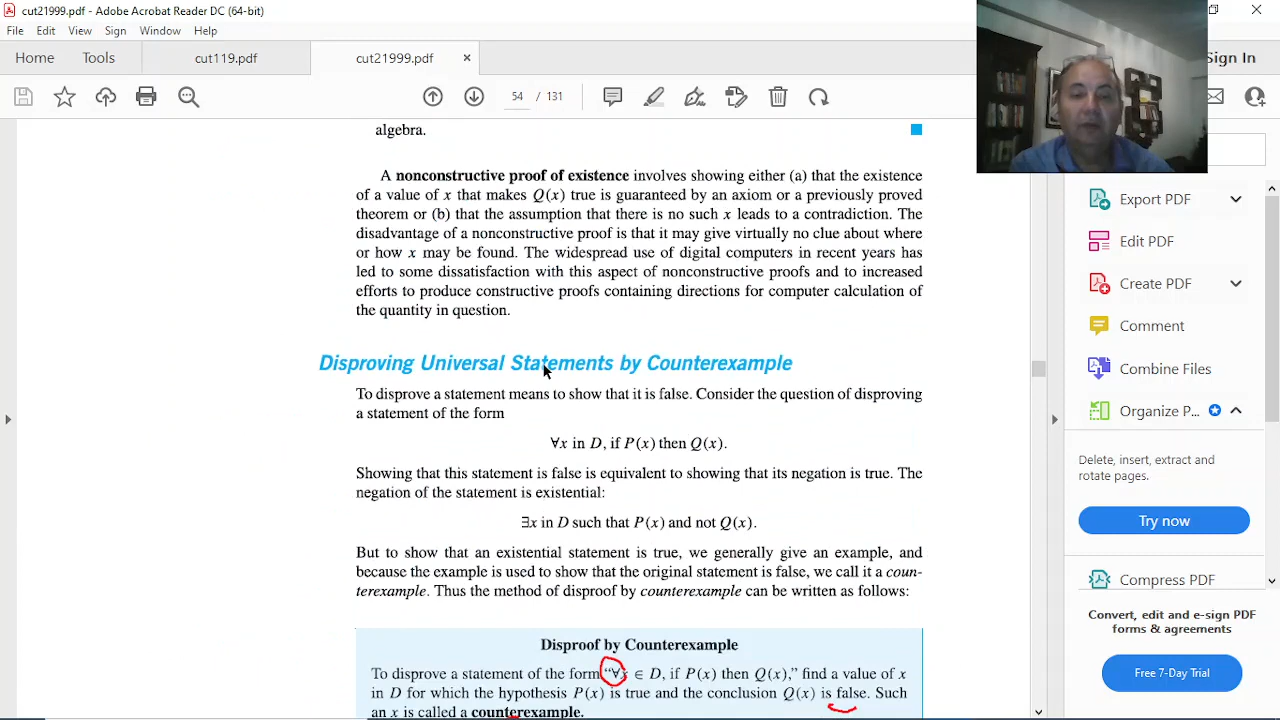 cut21999.pdf - Adobe Acrobat Reader DC (64-bit)
File Edit View Sign Window Help
Home Tools cut119.pdf cut21999.pdf × Sign In
54 / 131
algebra.
A nonconstructive proof of existence involves showing either (a) that the existence
of a value of x that makes Q(x) true is guaranteed by an axiom or a previously proved
theorem or (b) that the assumption that there is no such x leads to a contradiction. The
disadvantage of a nonconstructive proof is that it may give virtually no clue about where
or how x may be found. The widespread use of digital computers in recent years has
led to some dissatisfaction with this aspect of nonconstructive proofs and to increased
efforts to produce constructive proofs containing directions for computer calculation of
the quantity in question.
Disproving Universal Statements by Counterexample
To disprove a statement means to show that it is false. Consider the question of disproving
a statement of the form
∀x in D, if P(x) then Q(x).
Showing that this statement is false is equivalent to showing that its negation is true. The
negation of the statement is existential:
∃x in D such that P(x) and not Q(x).
But to show that an existential statement is true, we generally give an example, and
because the example is used to show that the original statement is false, we call it a coun-
terexample. Thus the method of disproof by counterexample can be written as follows:
Disproof by Counterexample
To disprove a statement of the form “∀x ∈ D, if P(x) then Q(x),” find a value of x
in D for which the hypothesis P(x) is true and the conclusion Q(x) is false. Such
an x is called a counterexample.
Export PDF
Edit PDF
Create PDF
Comment
Combine Files
Organize P...
Delete, insert, extract and
rotate pages.
Try now
Compress PDF
Convert, edit and e-sign PDF
forms & agreements
Free 7-Day Trial